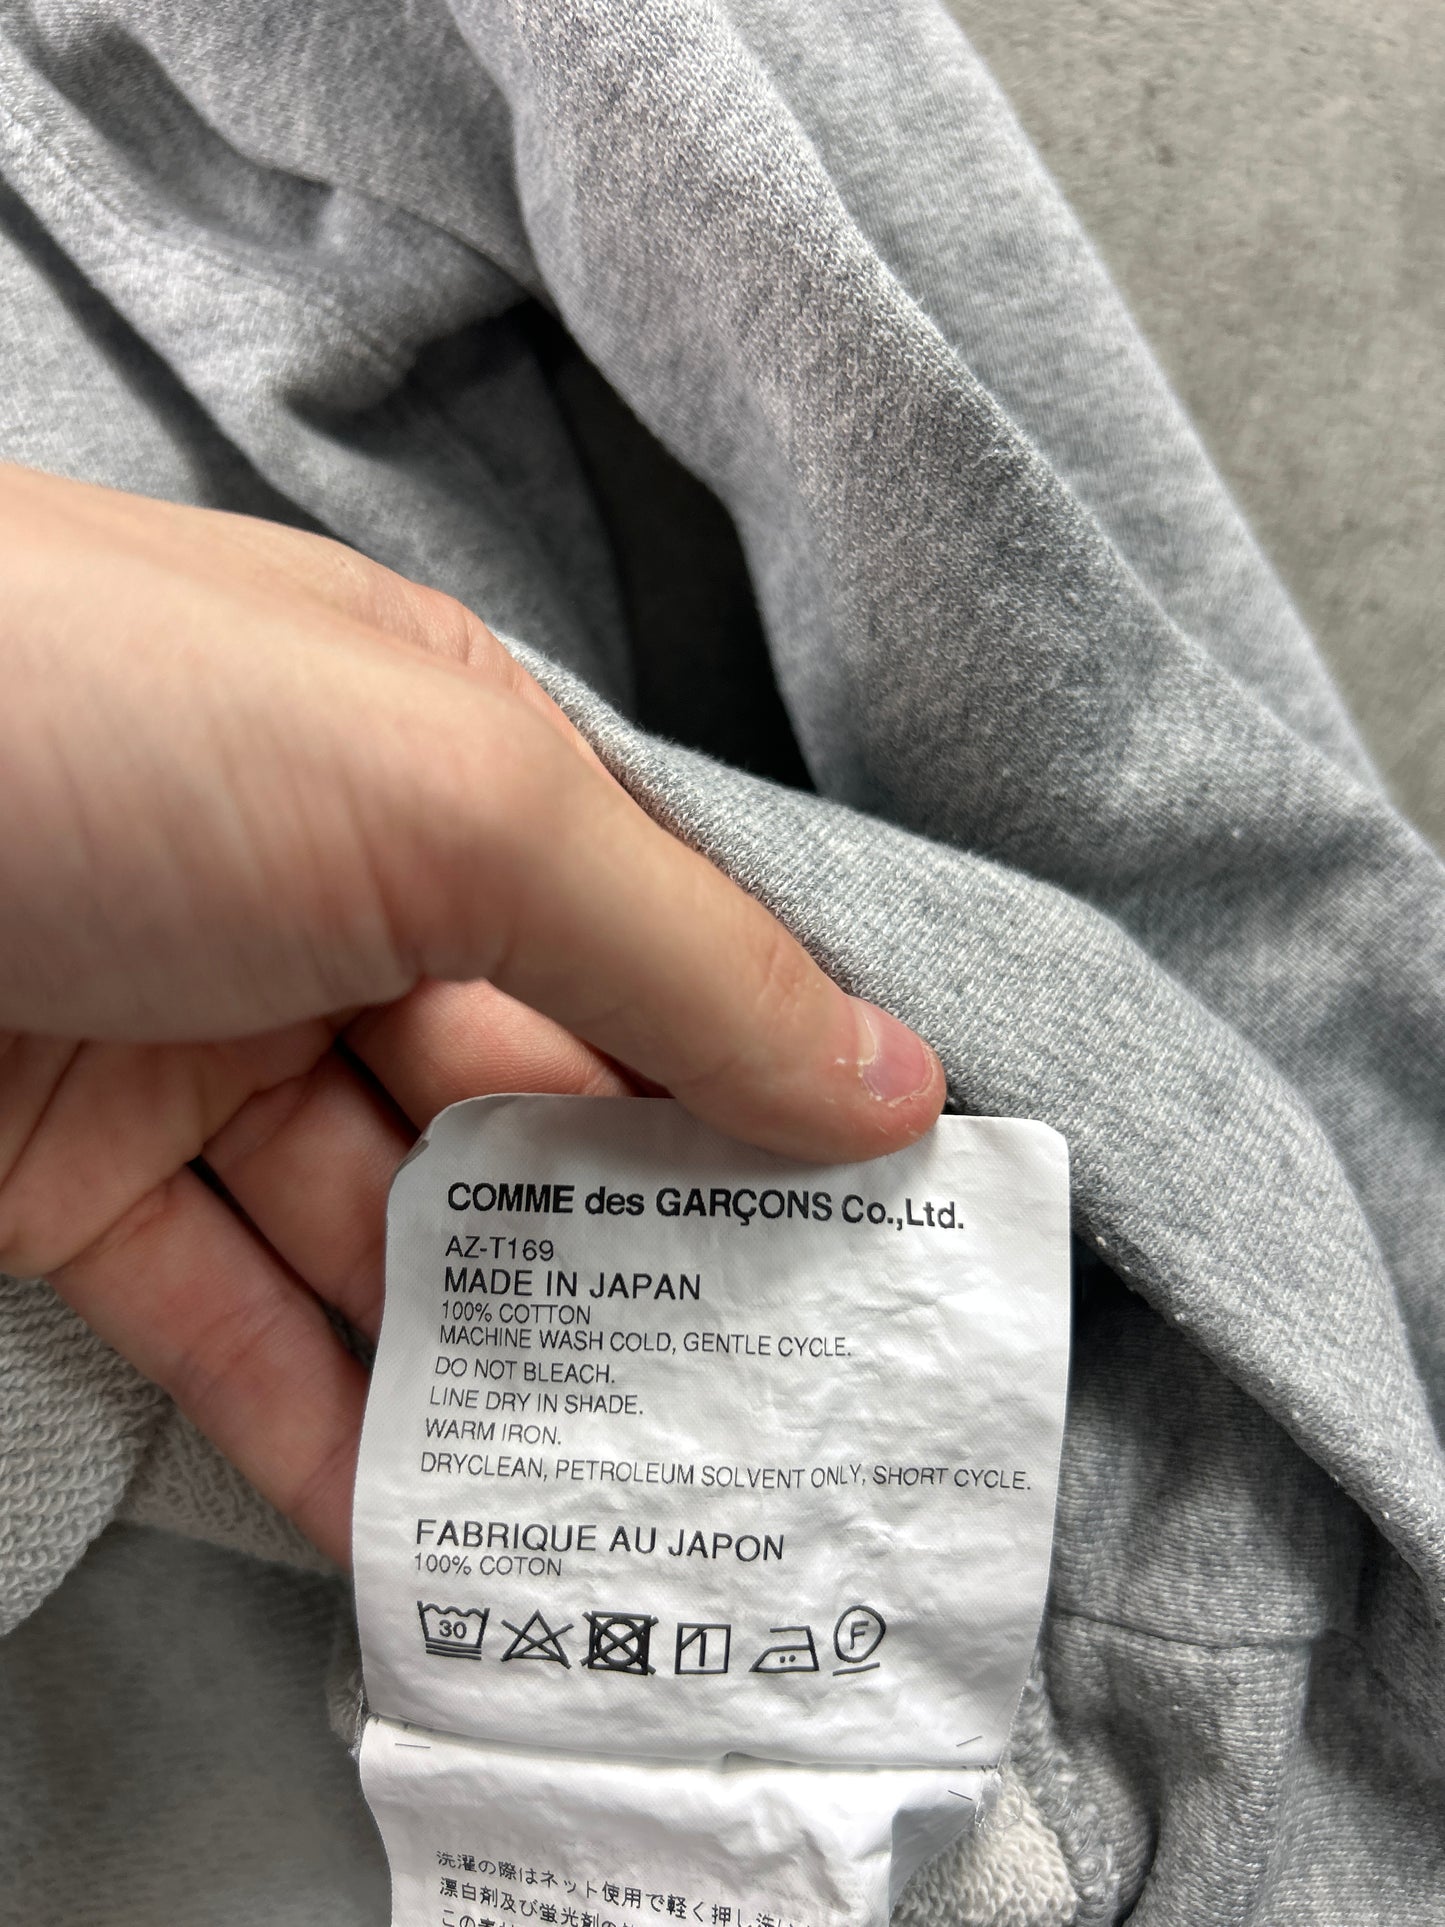 COMME des GARÇONS Co.,Ltd.
AZ-T169
MADE IN JAPAN
100% COTTON
MACHINE WASH COLD, GENTLE CYCLE.
DO NOT BLEACH.
LINE DRY IN SHADE.
WARM IRON.
DRYCLEAN, PETROLEUM SOLVENT ONLY, SHORT CYCLE.
FABRIQUE AU JAPON
100% COTON
30 F
洗濯の際はネット使用で軽く押し洗い
漂白剤及び蛍光剤の
この